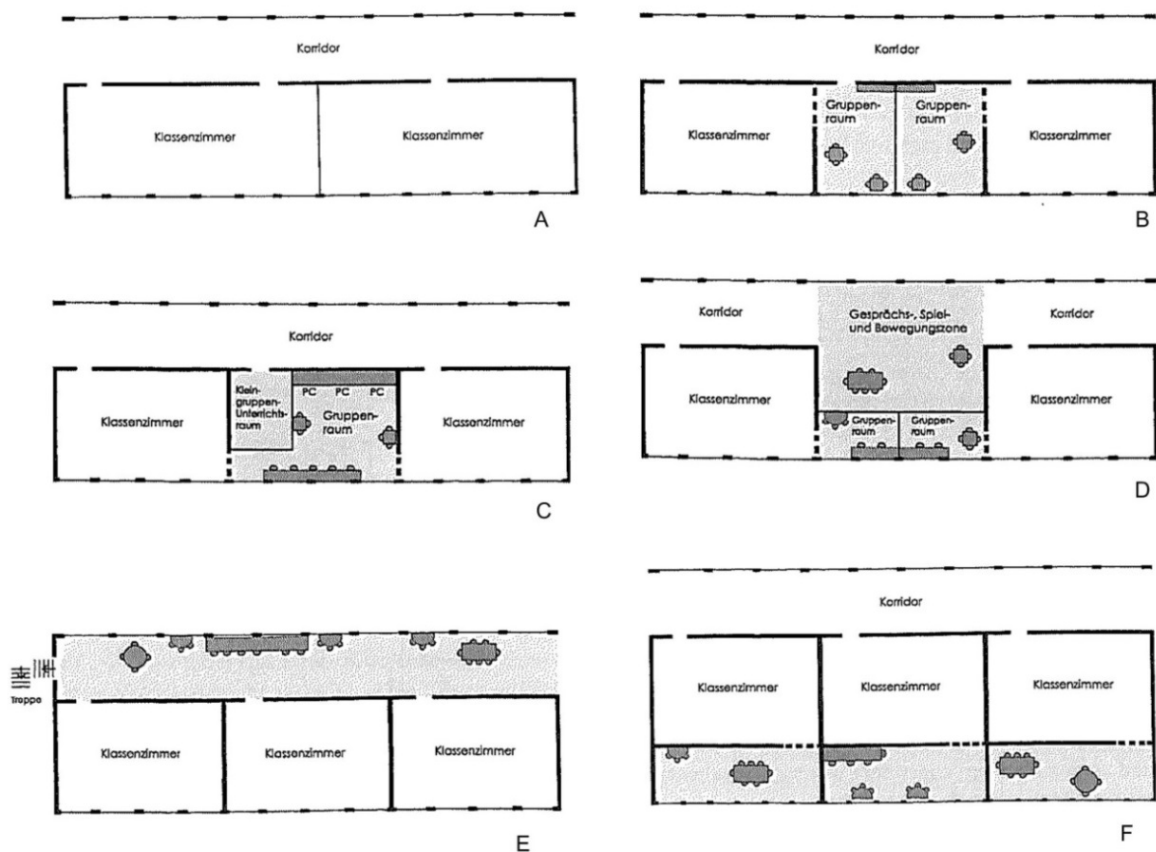 Korridor
Klassenzimmer
Klassenzimmer
A
Korridor
Klassenzimmer
Gruppen-
raum
Gruppen-
raum
Klassenzimmer
B
Korridor
Klassenzimmer
Klein-
gruppen-
Unterrichts-
raum
PC PC PC
Gruppen-
raum
Klassenzimmer
C
Korridor
Gesprächs-, Spiel-
und Bewegungszone
Korridor
Klassenzimmer
Gruppen-
raum
Gruppen-
raum
Klassenzimmer
D
Treppe
Klassenzimmer
Klassenzimmer
Klassenzimmer
E
Korridor
Klassenzimmer
Klassenzimmer
Klassenzimmer
F